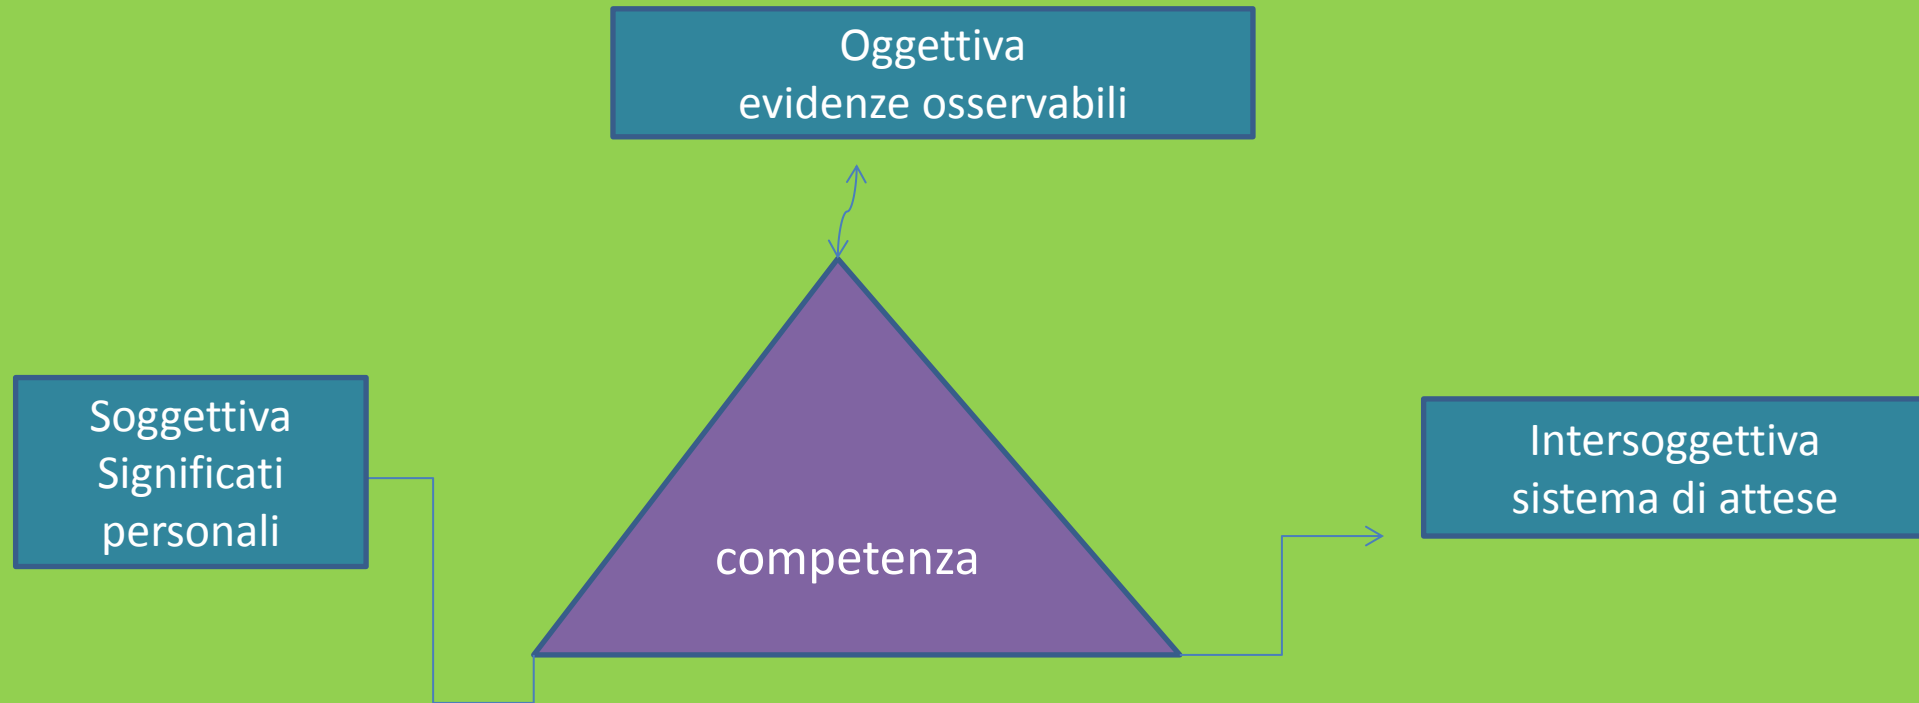 Oggettiva
evidenze osservabili
Soggettiva
Significati
personali
Intersoggettiva
sistema di attese
competenza